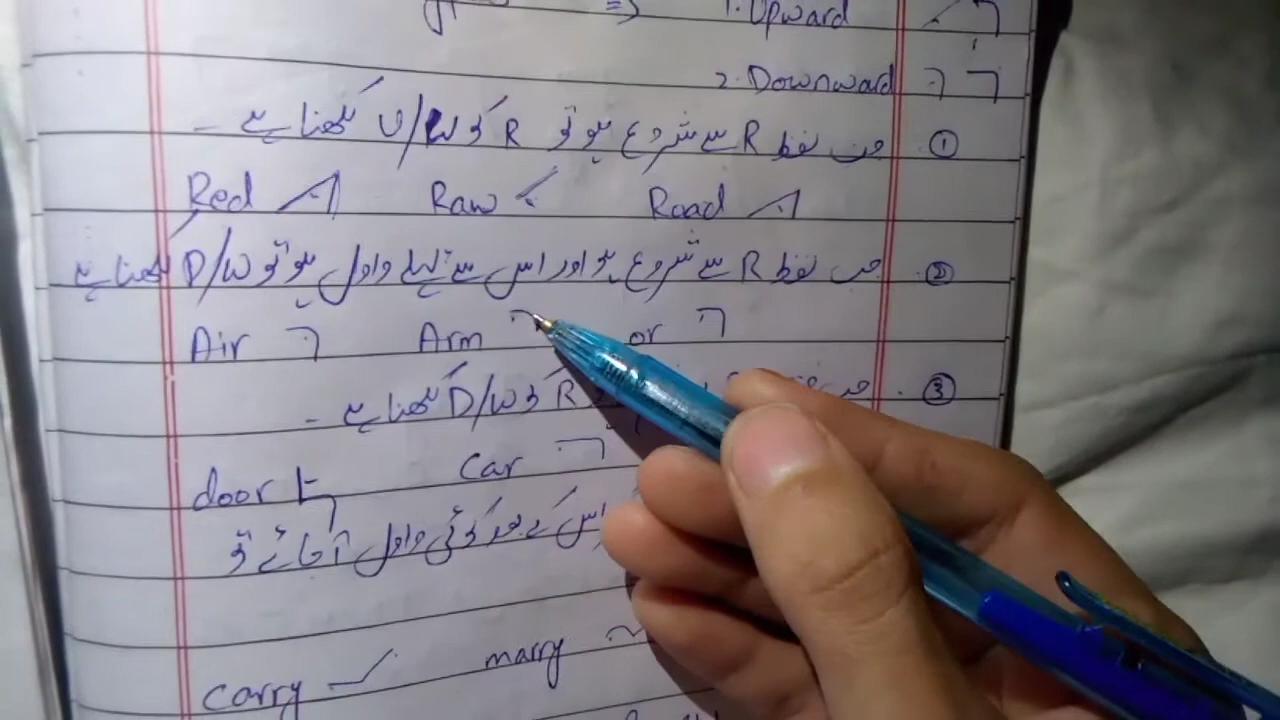 1. Upward
2. Downward
① جب لفظ R سے شروع ہو تو R کو U/W لکھنا ہے -
Red Raw Road
② جب لفظ R سے شروع ہو اور اس سے پہلے واول ہو تو D/W لکھنا ہے
Air Arm or
③ جب R کو D/W لکھنا ہے -
door Car
اس کے بعد کوئی واول آ جائے تو
Carry marry